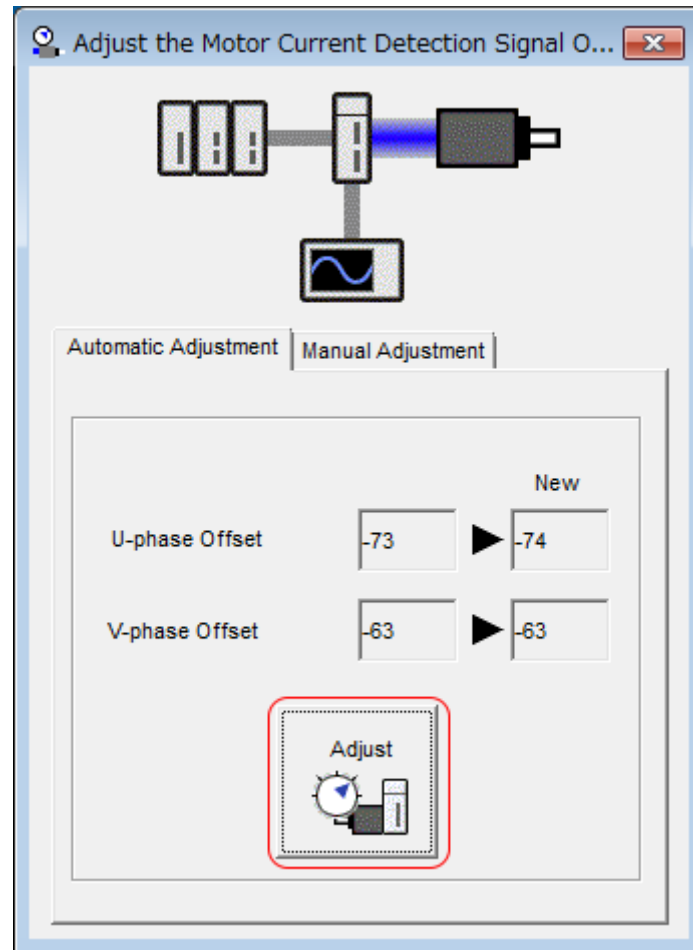 Adjust the Motor Current Detection Signal O...
Automatic Adjustment
Manual Adjustment
New
U-phase Offset
-73
-74
V-phase Offset
-63
-63
Adjust